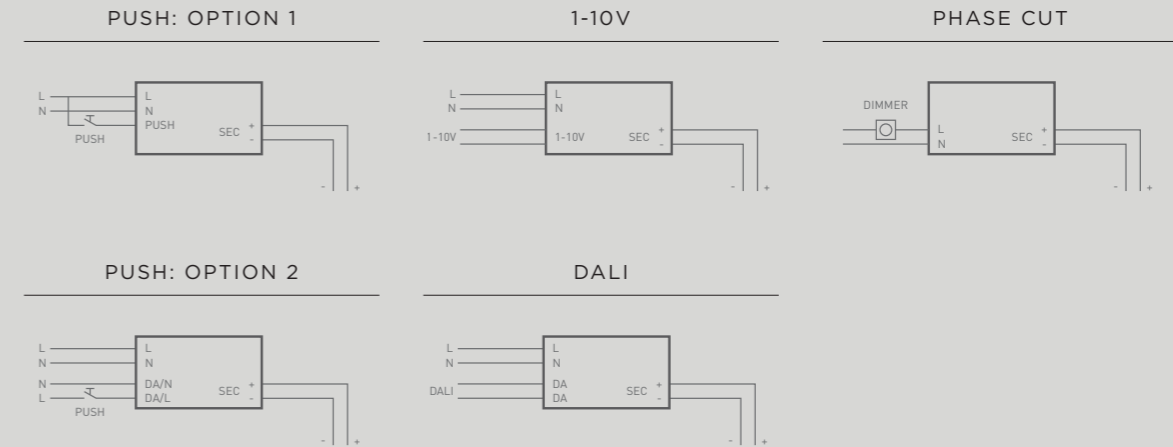 PUSH: OPTION 1
L L
N N
PUSH
PUSH
SEC +
-
- +
1-10V
L L
N N
1-10V 1-10V
SEC +
-
- +
PHASE CUT
DIMMER
L
N
SEC +
-
- +
PUSH: OPTION 2
L L
N N
N DA/N
L DA/L
PUSH
SEC +
-
- +
DALI
L L
N N
DALI
DA
DA
SEC +
-
- +